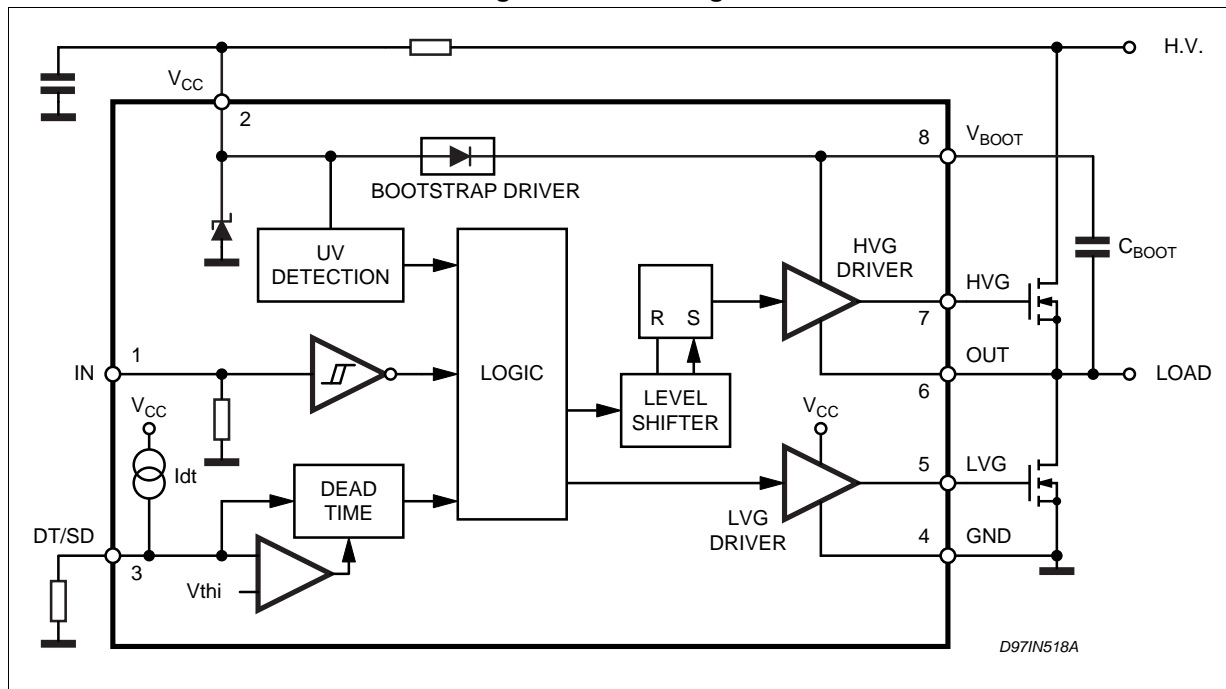 H.V.
VCC
2
8
VBOOT
BOOTSTRAP DRIVER
CBOOT
UV
DETECTION
HVG
DRIVER
HVG
7
R S
1
IN
LOGIC
OUT
6
LOAD
LEVEL
SHIFTER
VCC
VCC
Idt
5
LVG
DEAD
TIME
LVG
DRIVER
4
GND
DT/SD
3
Vthi
D97IN518A